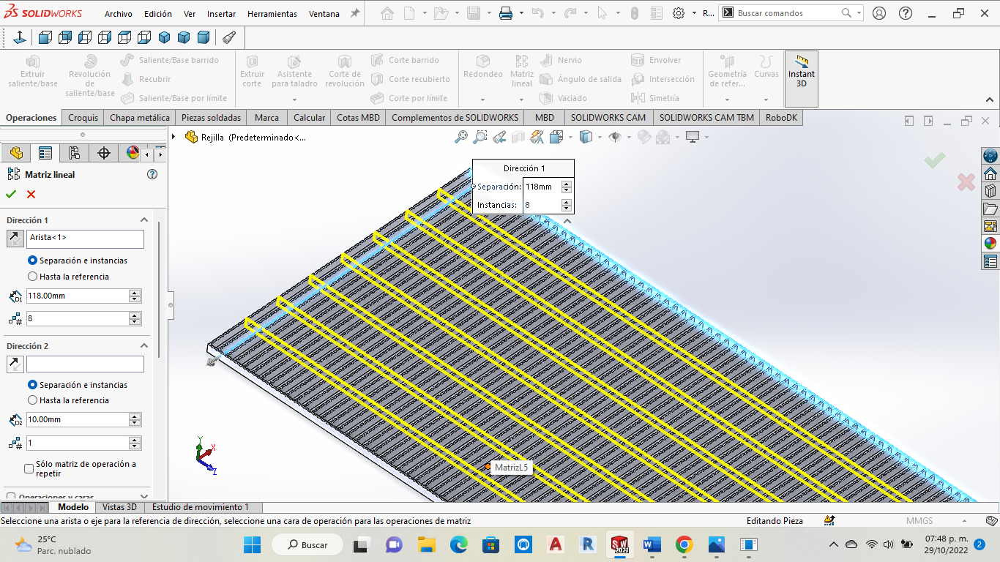 SOLIDWORKS Archivo Edición Ver Insertar Herramientas Ventana R... Buscar comandos
Extruir saliente/base
Revolución de saliente/base
Saliente/Base barrido
Recubrir
Saliente/Base por límite
Extruir corte
Asistente para taladro
Corte de revolución
Corte barrido
Corte recubierto
Corte por límite
Redondeo
Matriz lineal
Nervio
Ángulo de salida
Vaciado
Envolver
Intersección
Simetría
Geometría de refer...
Curvas
Instant 3D
Operaciones Croquis Chapa metálica Piezas soldadas Marca Calcular Cotas MBD Complementos de SOLIDWORKS MBD SOLIDWORKS CAM SOLIDWORKS CAM TBM RoboDK
Rejilla (Predeterminado<...
Matriz lineal
Dirección 1
Arista<1>
Separación e instancias
Hasta la referencia
D1 118.00mm
# 8
Dirección 2
Separación e instancias
Hasta la referencia
D2 10.00mm
# 1
Sólo matriz de operación a
repetir
Operaciones y caras
Dirección 1
Separación: 118mm
Instancias: 8
MatrizL5
Y
X
Z
Modelo Vistas 3D Estudio de movimiento 1
Seleccione una arista o eje para la referencia de dirección, seleccione una cara de operación para las operaciones de matriz Editando Pieza MMGS
25°C
Parc. nublado
Buscar
SW
2021
07:48 p. m.
29/10/2022
2